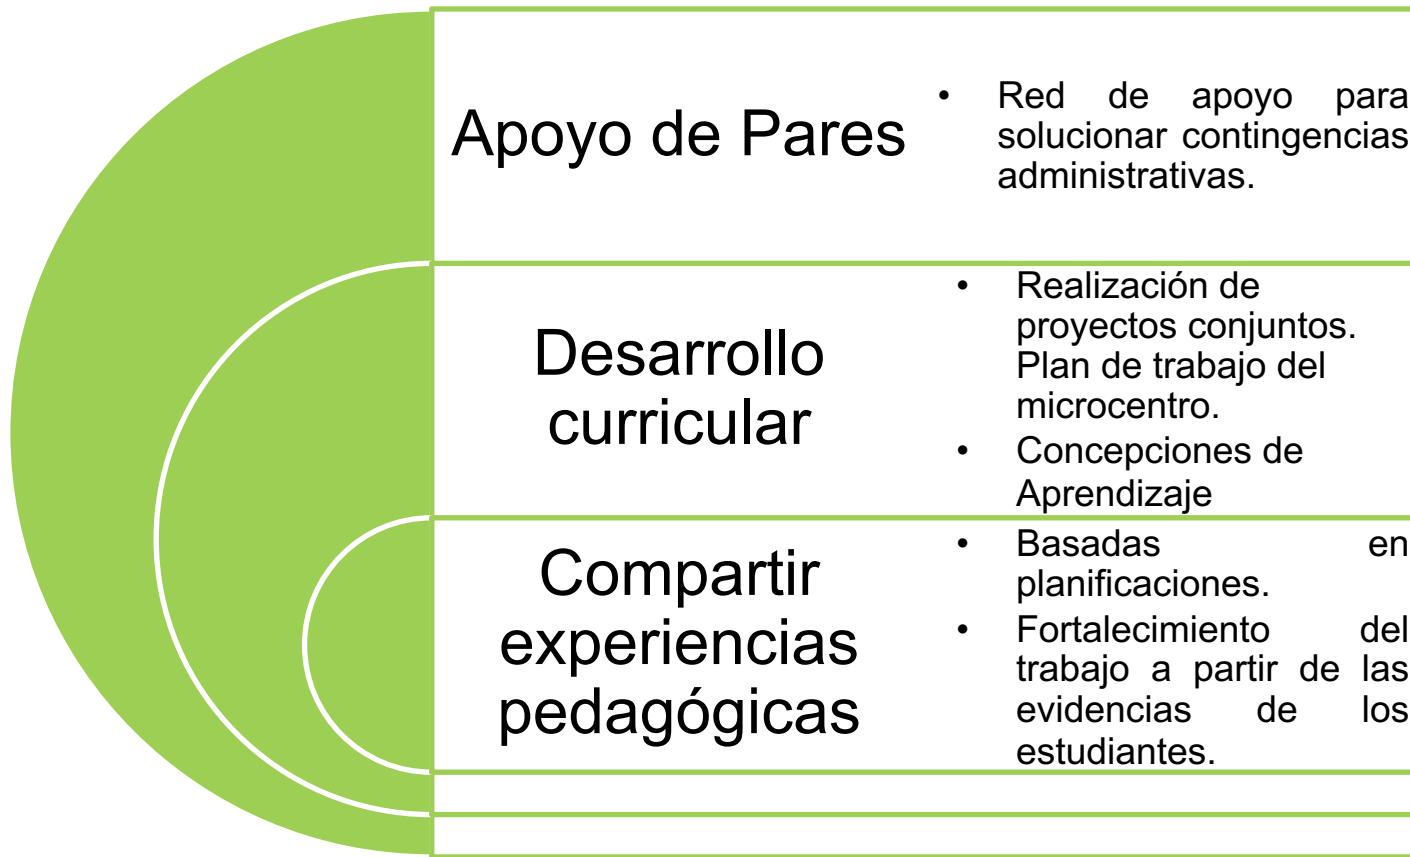 Apoyo de Pares
• Red de apoyo para
solucionar contingencias
administrativas.
Desarrollo
curricular
• Realización de
proyectos conjuntos.
Plan de trabajo del
microcentro.
• Concepciones de
Aprendizaje
Compartir
experiencias
pedagógicas
• Basadas en
planificaciones.
• Fortalecimiento del
trabajo a partir de las
evidencias de los
estudiantes.